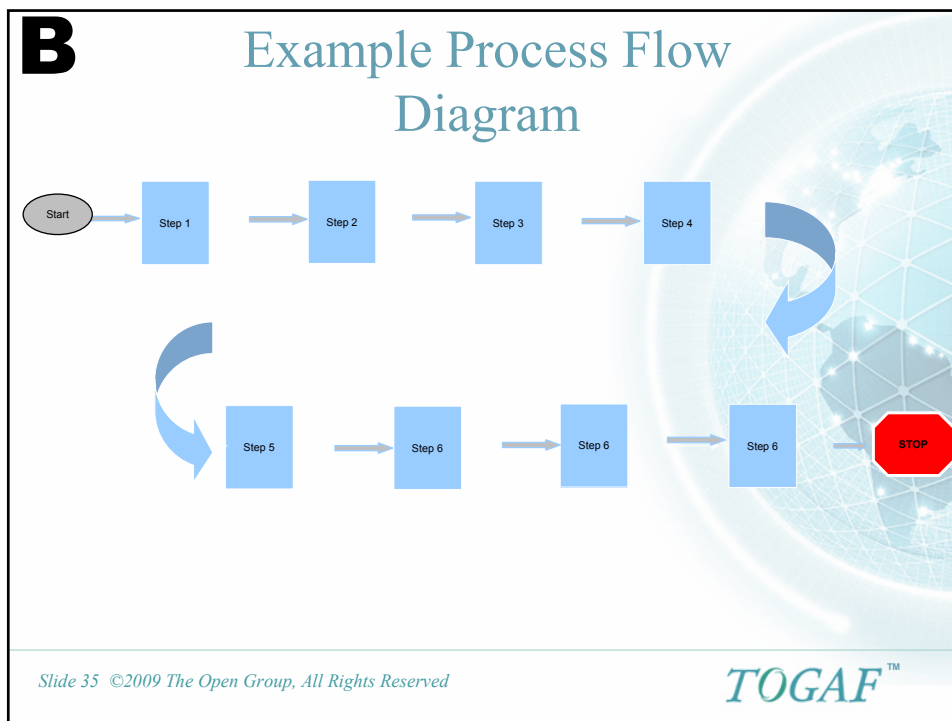 B
Example Process Flow
Diagram
Start
Step 1
Step 2
Step 3
Step 4
Step 5
Step 6
Step 6
Step 6
STOP
Slide 35 ©2009 The Open Group, All Rights Reserved
TOGAF™